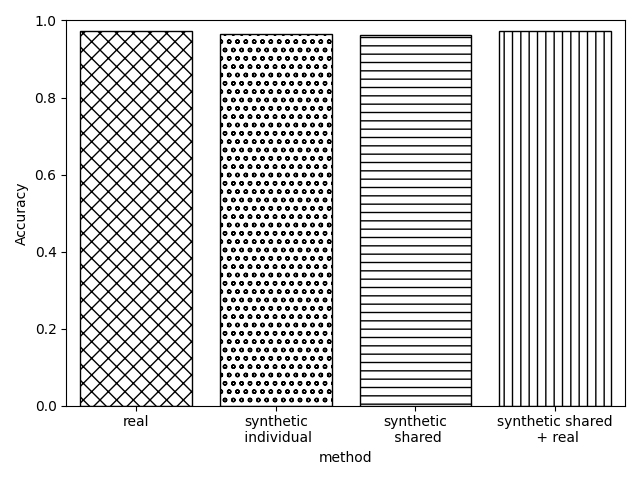 1.0
0.8
0.6
0.4
0.2
0.0
Accuracy
real
synthetic
individual
synthetic
shared
synthetic shared
+ real
method